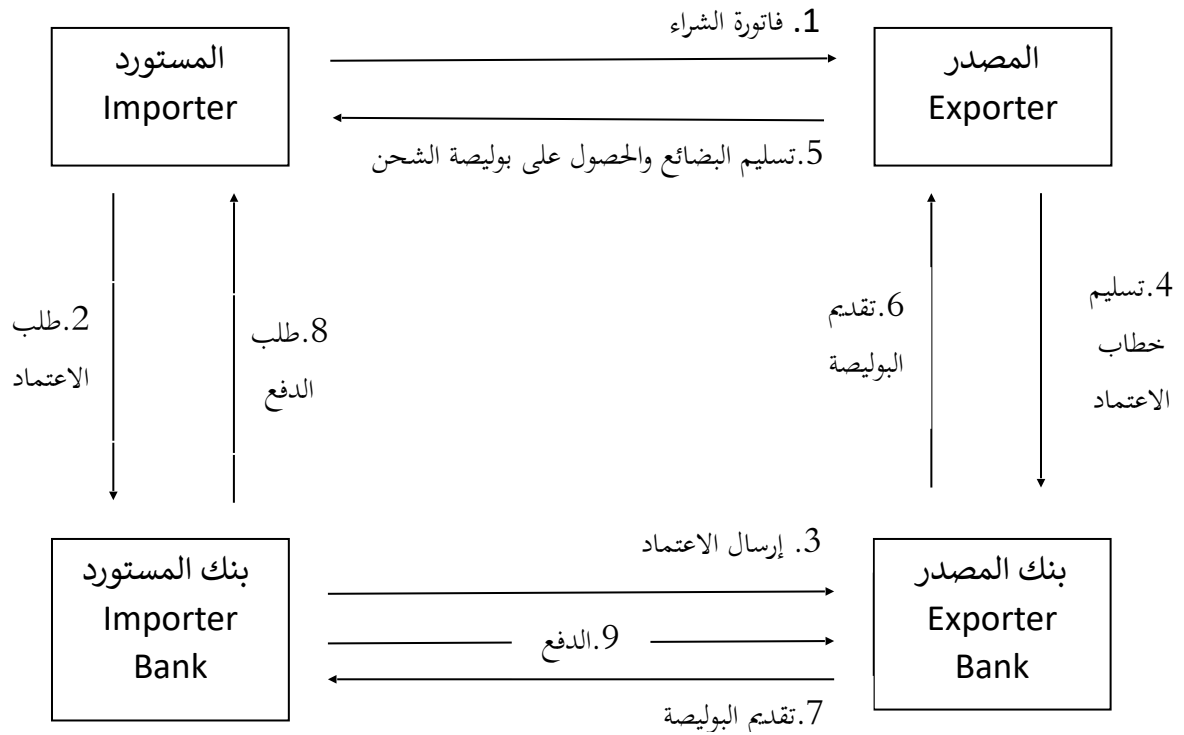 1. فاتورة الشراء
المستورد
Importer
المصدر
Exporter
5.تسليم البضائع والحصول على بوليصة الشحن
2.طلب
الاعتماد
8.طلب
الدفع
6.تقديم
البوليصة
4.تسليم
خطاب
الاعتماد
3. إرسال الاعتماد
بنك المستورد
Importer
Bank
بنك المصدر
Exporter
Bank
9.الدفع
7.تقديم البوليصة